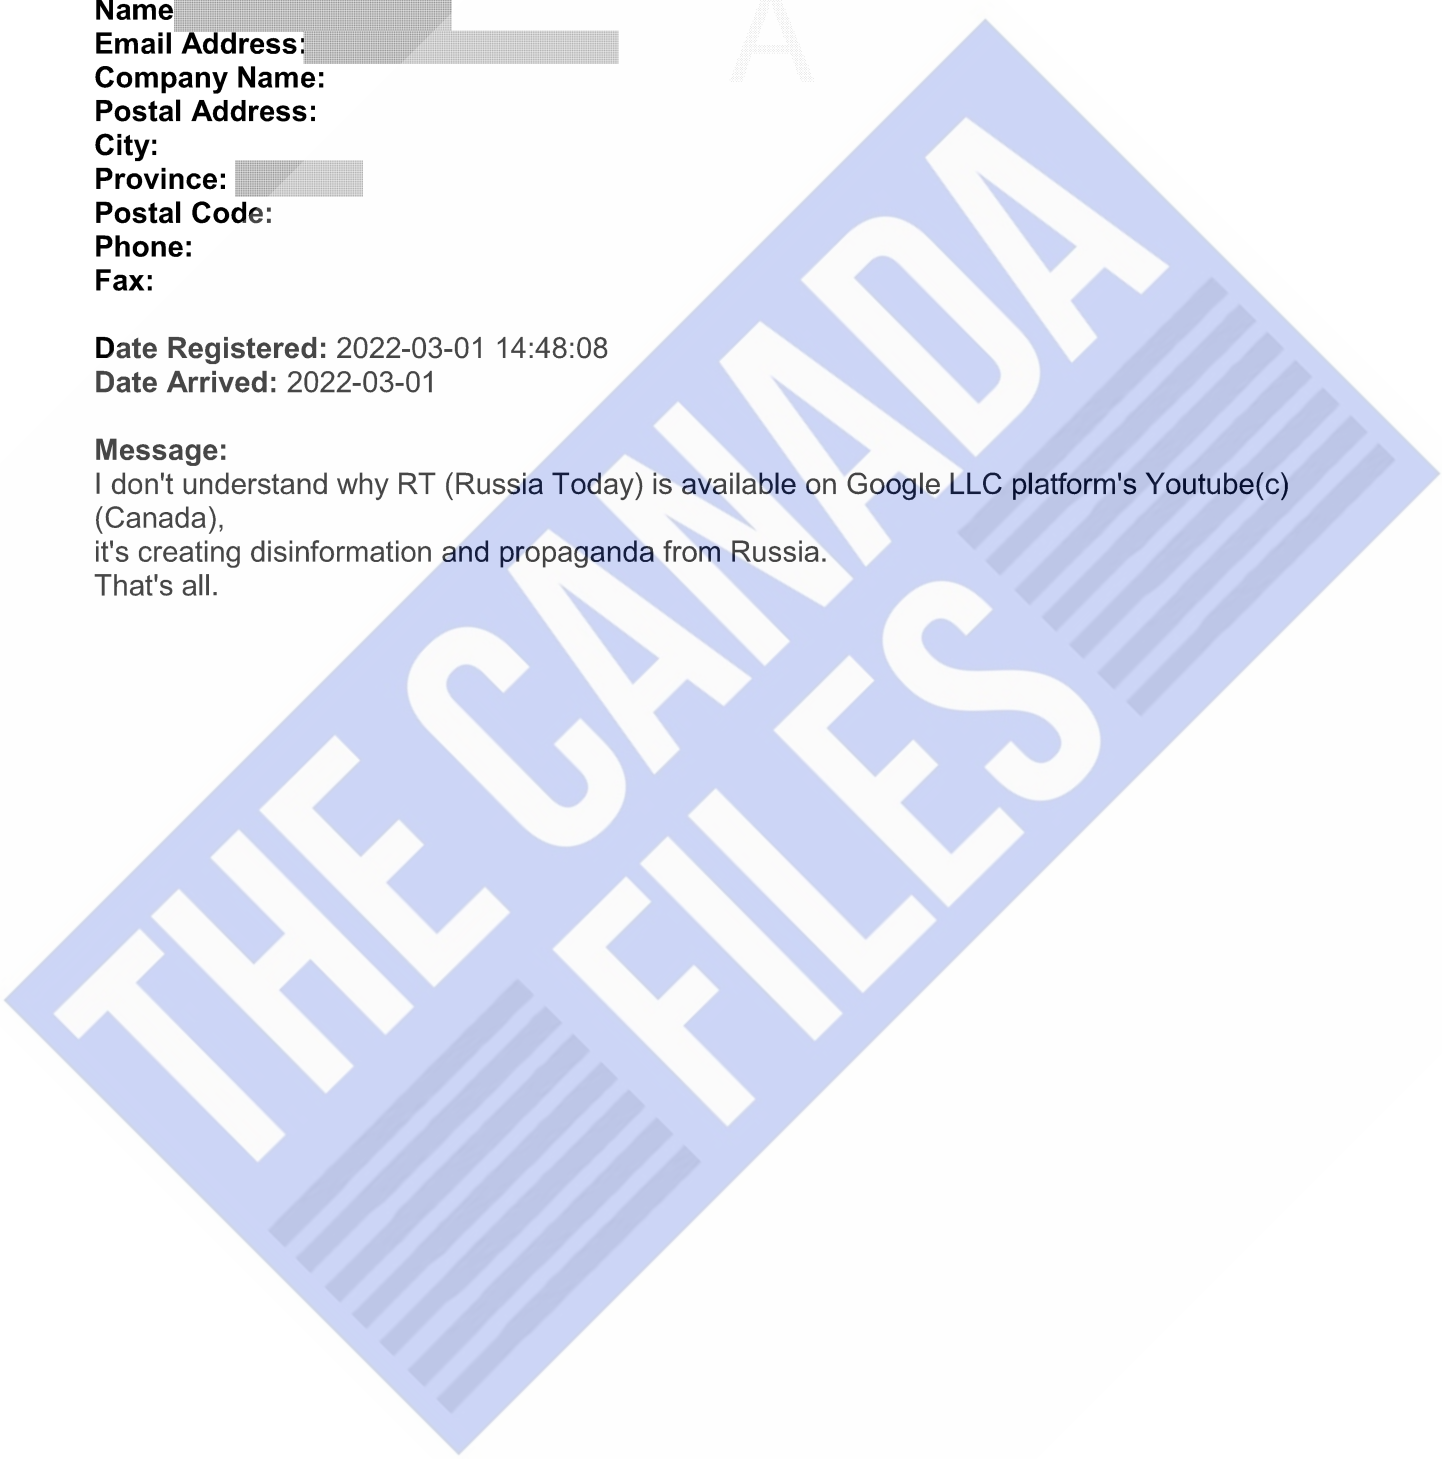 Name
Email Address:
Company Name:
Postal Address:
City:
Province:
Postal Code:
Phone:
Fax:
Date Registered: 2022-03-01 14:48:08
Date Arrived: 2022-03-01
Message:
I don't understand why RT (Russia Today) is available on Google LLC platform's Youtube(c)
(Canada),
it's creating disinformation and propaganda from Russia.
That's all.
THE CANADA
FILES
A